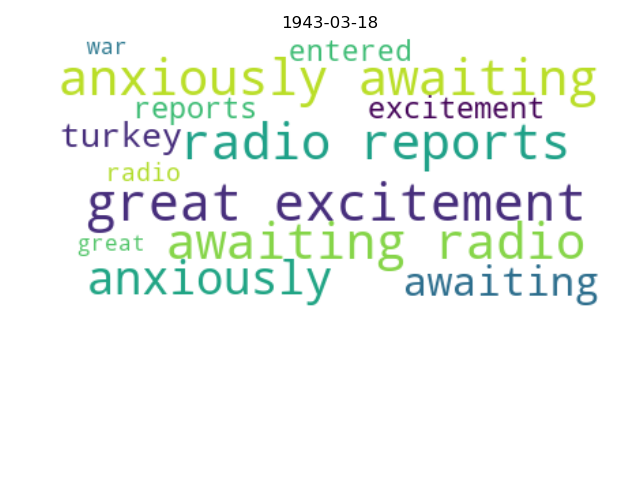 1943-03-18
war entered
anxiously awaiting
reports excitement
turkey radio reports
radio
great excitement
great awaiting radio
anxiously awaiting